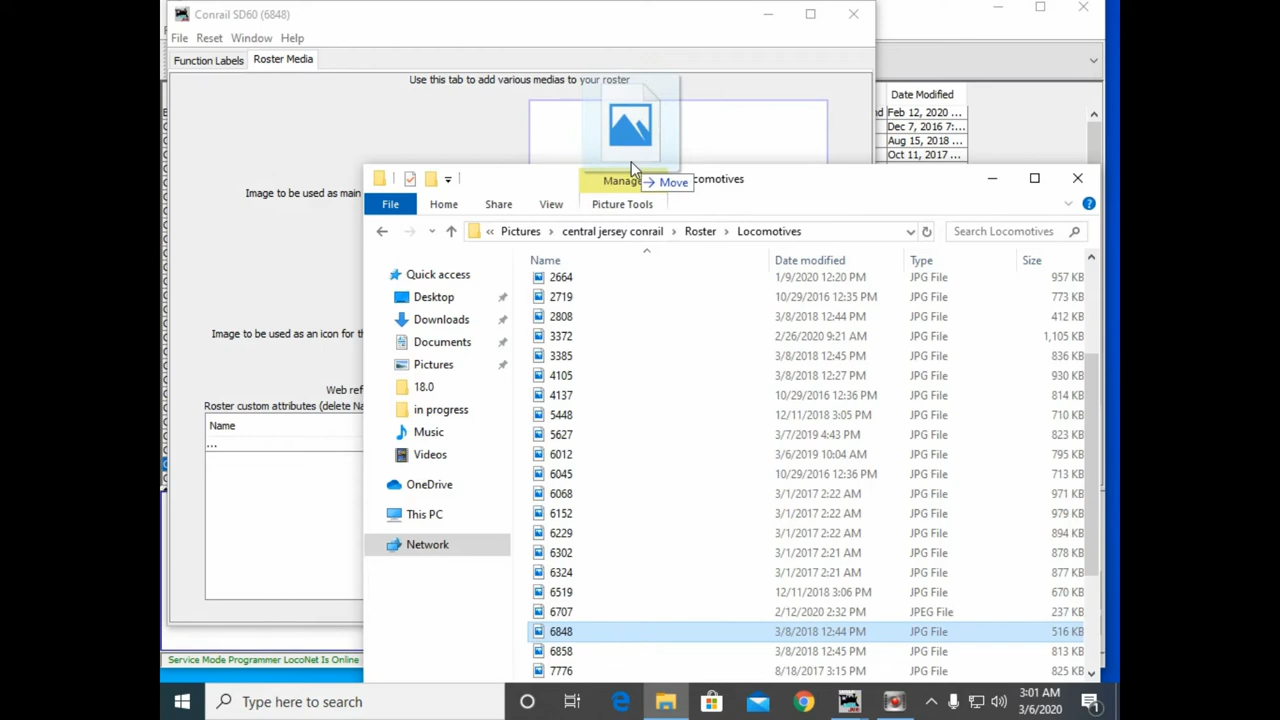 Conrail SD60 (6848)
File Reset Window Help
Function Labels Roster Media
Use this tab to add various medias to your roster
Date Modified
Feb 12, 2020 ...
Dec 7, 2016 7:...
Aug 15, 2018 ...
Oct 11, 2017 ...
Image to be used as main
Image to be used as an icon for th
Web ref
Roster custom attributes (delete Na
Name
...
Service Mode Programmer LocoNet Is Online
Manage Move comotives
File Home Share View Picture Tools
« Pictures > central jersey conrail > Roster > Locomotives Search Locomotives
Name Date modified Type Size
2664 1/9/2020 12:20 PM JPG File 957 KB
2719 10/29/2016 12:35 PM JPG File 773 KB
2808 3/8/2018 12:44 PM JPG File 412 KB
3372 2/26/2020 9:21 AM JPG File 1,105 KB
3385 3/8/2018 12:45 PM JPG File 836 KB
4105 3/8/2018 12:27 PM JPG File 930 KB
4137 10/29/2016 12:36 PM JPG File 814 KB
5448 12/11/2018 3:05 PM JPG File 710 KB
5627 3/7/2019 4:43 PM JPG File 823 KB
6012 3/6/2019 10:04 AM JPG File 795 KB
6045 10/29/2016 12:36 PM JPG File 713 KB
6068 3/1/2017 2:22 AM JPG File 971 KB
6152 3/1/2017 2:22 AM JPG File 979 KB
6229 3/1/2017 2:22 AM JPG File 894 KB
6302 3/1/2017 2:21 AM JPG File 878 KB
6324 3/1/2017 2:21 AM JPG File 872 KB
6519 12/11/2018 3:06 PM JPG File 670 KB
6707 2/12/2020 2:32 PM JPEG File 237 KB
6848 3/8/2018 12:44 PM JPG File 516 KB
6858 3/8/2018 12:45 PM JPG File 813 KB
7776 8/18/2017 3:15 PM JPG File 825 KB
Quick access
Desktop
Downloads
Documents
Pictures
18.0
in progress
Music
Videos
OneDrive
This PC
Network
Type here to search
3:01 AM
3/6/2020
1